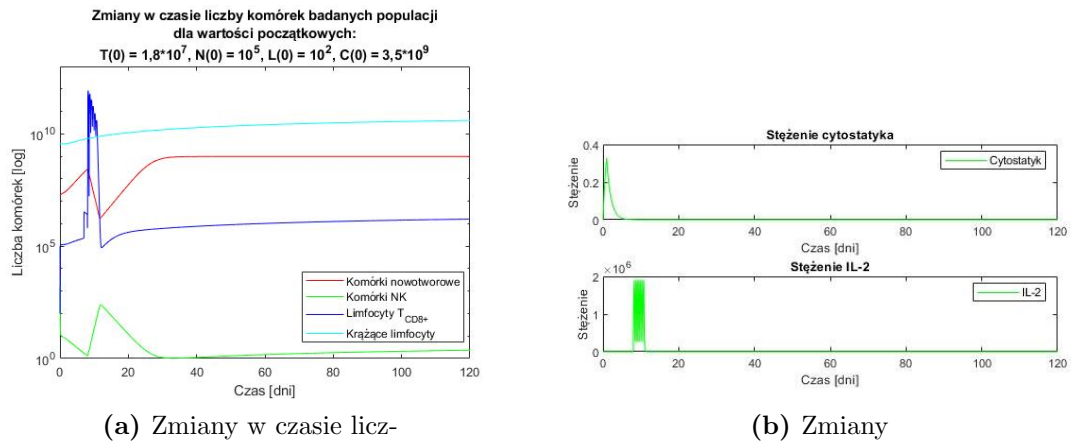 Zmiany w czasie liczby komórek badanych populacji
dla wartości początkowych:
T(0) = 1,8*10^7, N(0) = 10^5, L(0) = 10^2, C(0) = 3,5*10^9
Liczba komórek [log]
10^10
10^5
10^0
Komórki nowotworowe
Komórki NK
Limfocyty T_CD8+
Krążące limfocyty
0 20 40 60 80 100 120
Czas [dni]
(a) Zmiany w czasie licz-
Stężenie cytostatyka
Stężenie
0.4
0.2
0
Cytostatyk
0 20 40 60 80 100 120
Czas [dni]
Stężenie IL-2
×10^6
Stężenie
2
1
0
IL-2
0 20 40 60 80 100 120
Czas [dni]
(b) Zmiany